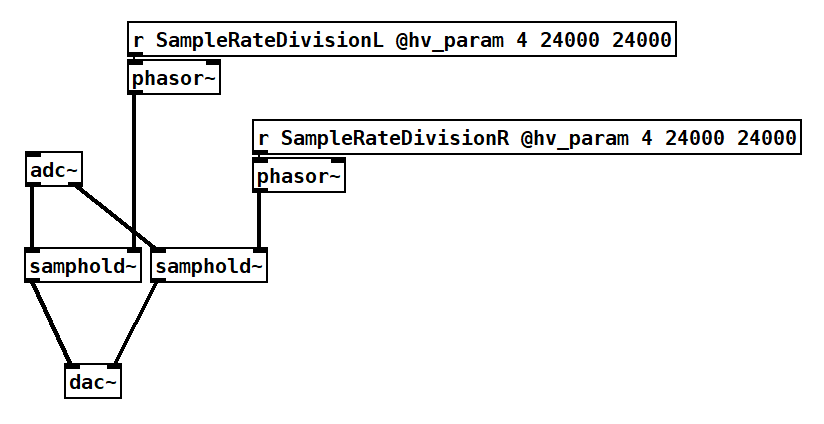 r SampleRateDivisionL @hv_param 4 24000 24000
phasor~
r SampleRateDivisionR @hv_param 4 24000 24000
adc~
phasor~
samphold~ samphold~
dac~